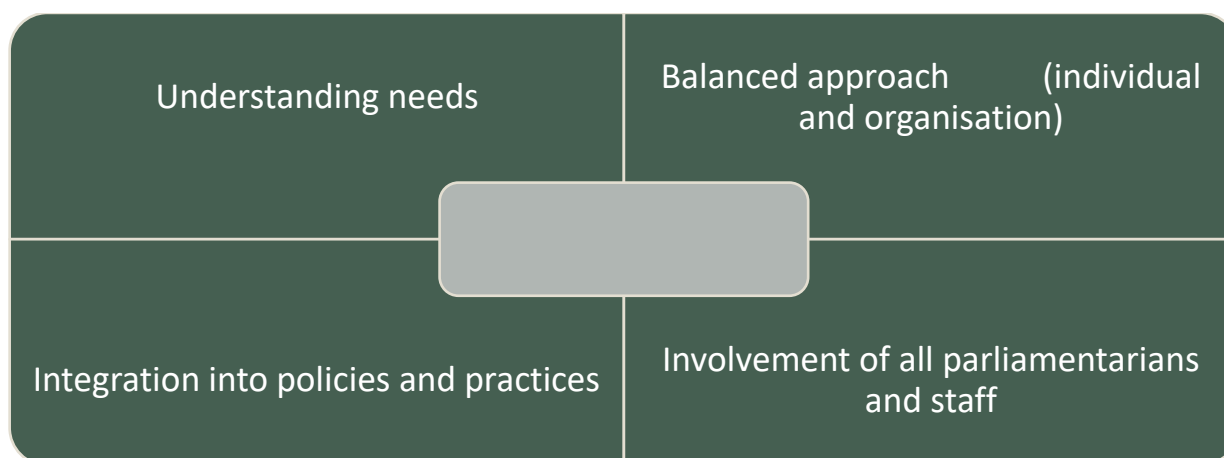 Understanding needs
Balanced approach (individual
and organisation)
Integration into policies and practices
Involvement of all parliamentarians
and staff